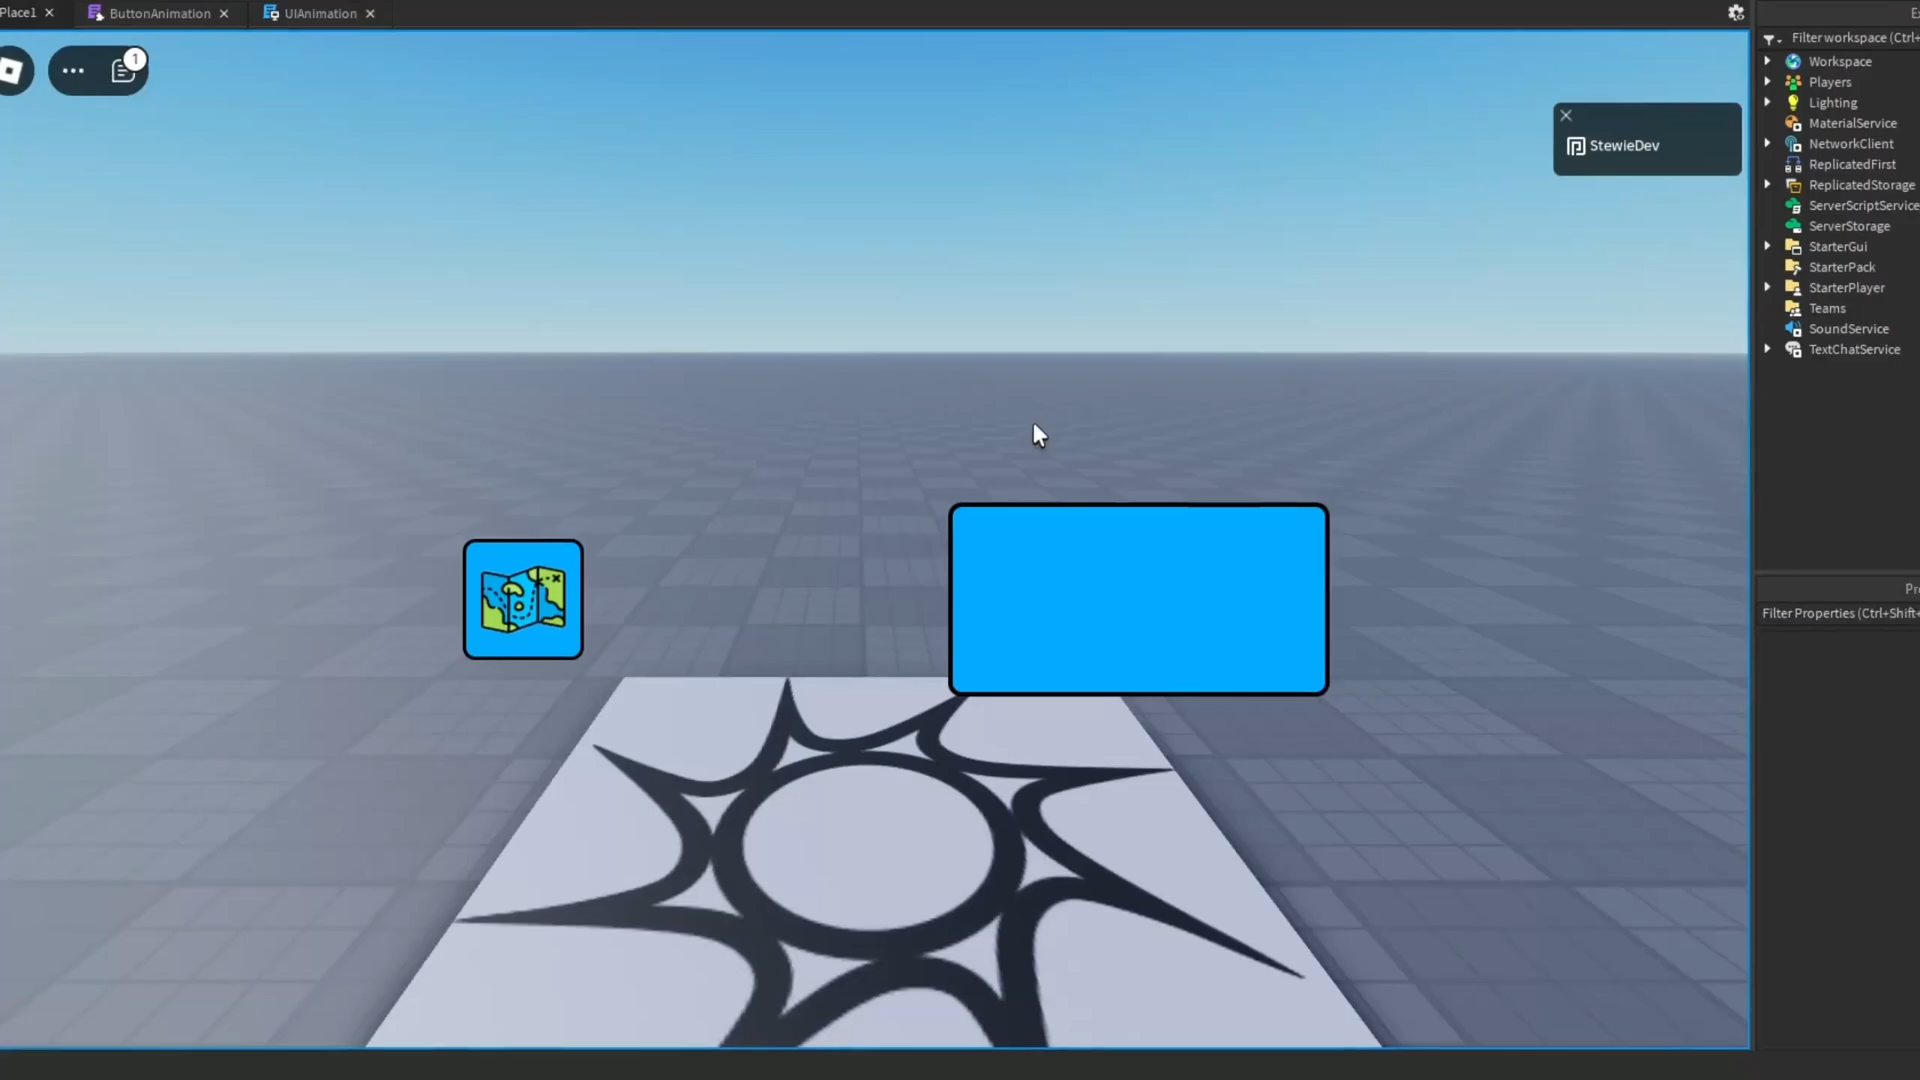 Place1
ButtonAnimation
UIAnimation
1
StewieDev
Filter workspace (Ctrl+
Workspace
Players
Lighting
MaterialService
NetworkClient
ReplicatedFirst
ReplicatedStorage
ServerScriptService
ServerStorage
StarterGui
StarterPack
StarterPlayer
Teams
SoundService
TextChatService
Filter Properties (Ctrl+Shift+